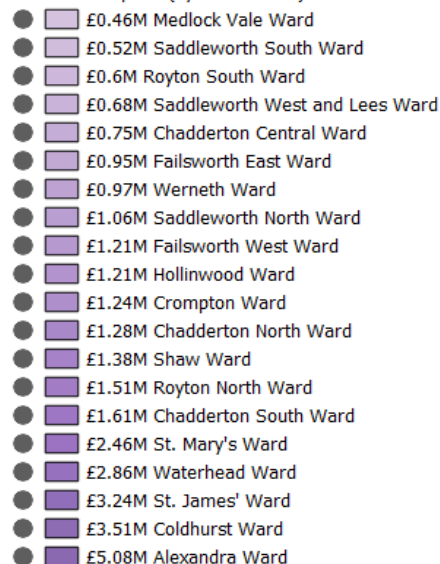 £0.46M Medlock Vale Ward
£0.52M Saddleworth South Ward
£0.6M Royton South Ward
£0.68M Saddleworth West and Lees Ward
£0.75M Chadderton Central Ward
£0.95M Failsworth East Ward
£0.97M Werneth Ward
£1.06M Saddleworth North Ward
£1.21M Failsworth West Ward
£1.21M Hollinwood Ward
£1.24M Crompton Ward
£1.28M Chadderton North Ward
£1.38M Shaw Ward
£1.51M Royton North Ward
£1.61M Chadderton South Ward
£2.46M St. Mary's Ward
£2.86M Waterhead Ward
£3.24M St. James' Ward
£3.51M Coldhurst Ward
£5.08M Alexandra Ward